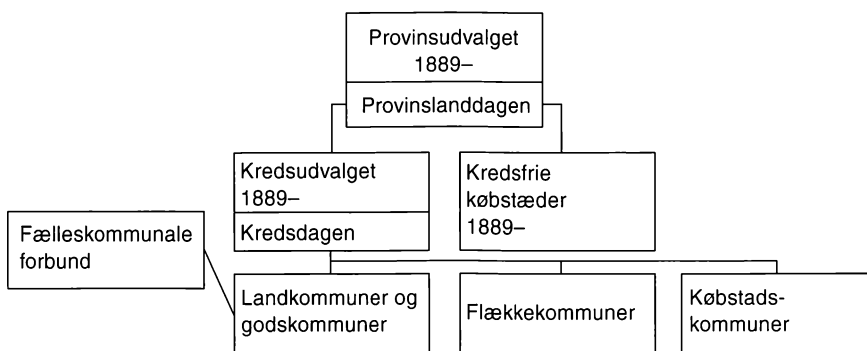 Provinsudvalget
1889–
Provinslanddagen
Kredsudvalget
1889–
Kredsdagen
Kredsfrie
købstæder
1889–
Fælleskommunale
forbund
Landkommuner og
godskommuner
Flækkekommuner
Købstads-
kommuner